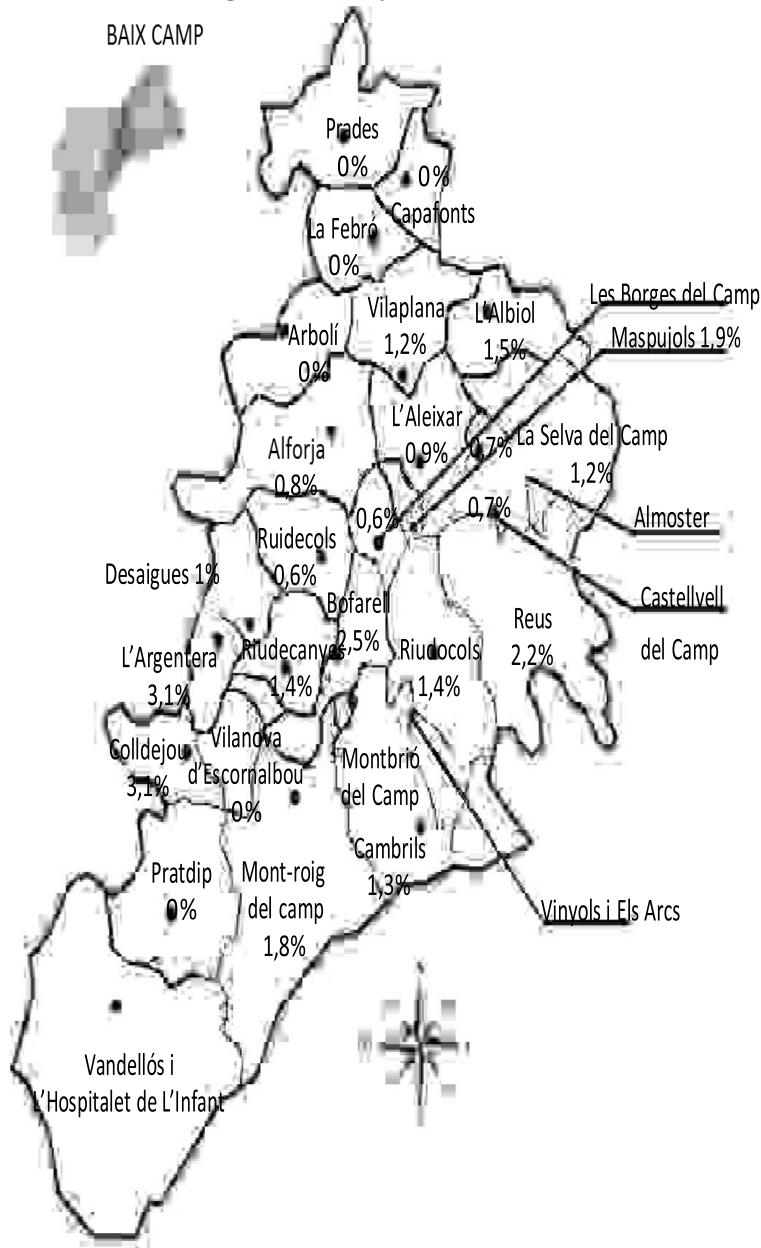 BAIX CAMP
Prades
0%
0%
Capafonts
La Febró
0%
Les Borges del Camp
Vilaplana
1,2%
L'Albiol
1,5%
Maspujols 1,9%
Arbolí
0%
L'Aleixar
0,9%
0,7%
La Selva del Camp
1,2%
Alforja
0,8%
0,6%
0,7%
Almoster
Ruidecols
0,6%
Desaigues 1%
Castellvell
del Camp
Bofarell
2,5%
Reus
2,2%
L'Argentera
3,1%
Riudecanyes
1,4%
Riudocols
1,4%
Colldejou
3,1%
Vilanova
d'Escornalbou
0%
Montbrió
del Camp
Cambrils
1,3%
Pratdip
0%
Mont-roig
del camp
1,8%
Vinyols i Els Arcs
Vandellós i
L'Hospitalet de L'Infant